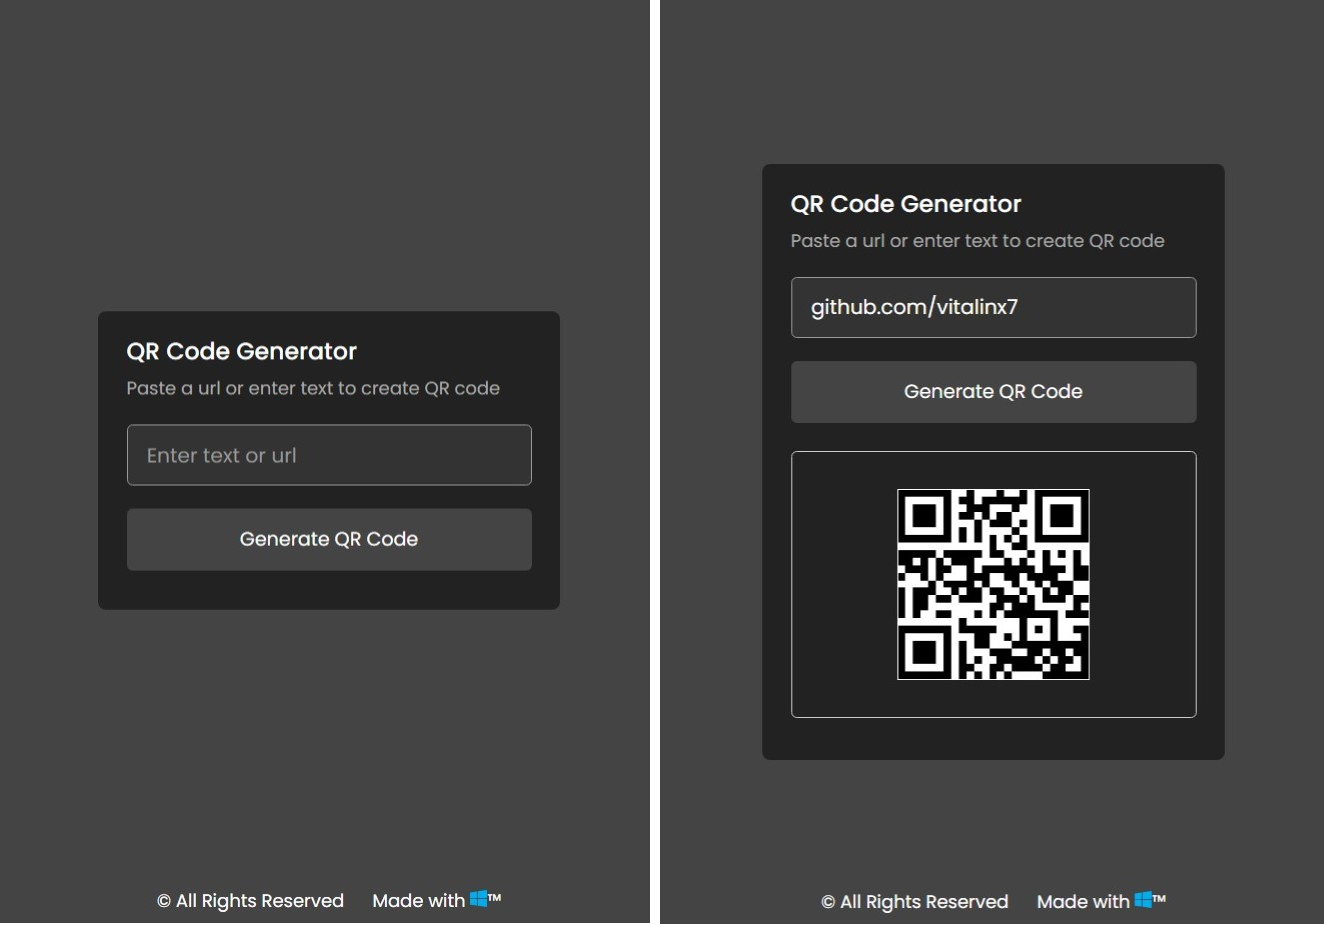 QR Code Generator
Paste a url or enter text to create QR code
Enter text or url
Generate QR Code
© All Rights Reserved Made with ™
QR Code Generator
Paste a url or enter text to create QR code
github.com/vitalinx7
Generate QR Code
© All Rights Reserved Made with ™